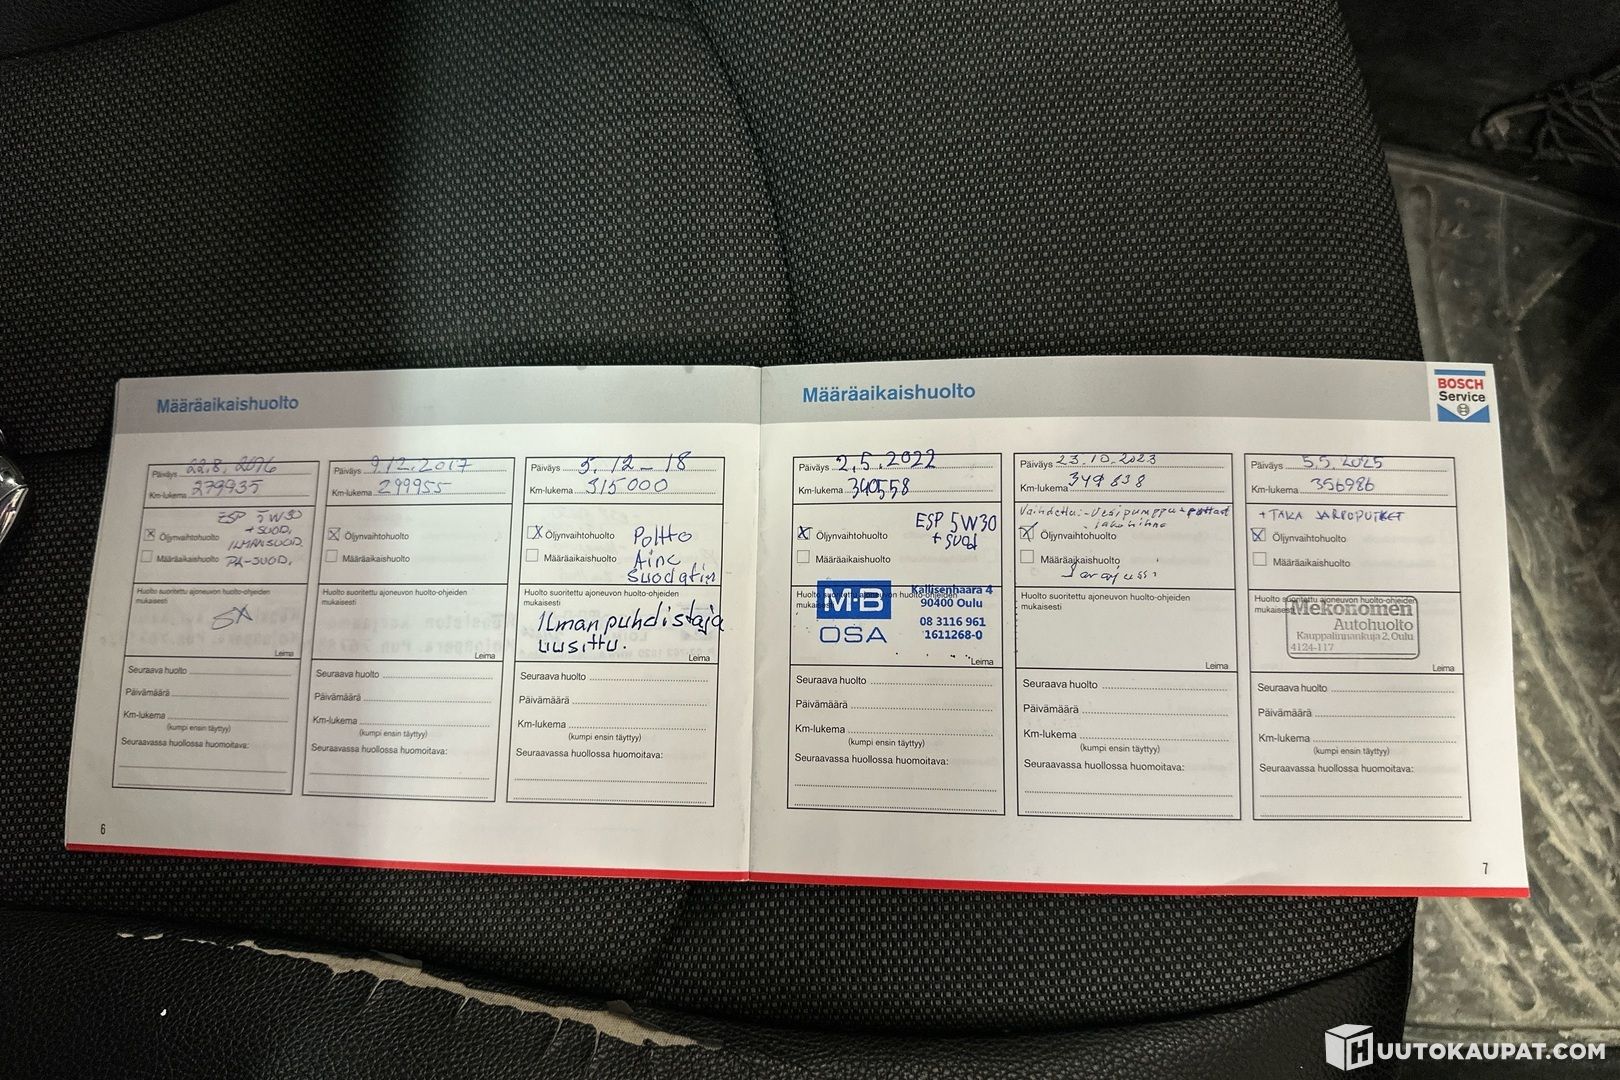 Määräaikaishuolto
Päiväys 22.8.2016
Km-lukema 279935
ESP 5W30
+ SUOD,
Öljynvaihtohuolto ILMANSUOD.
Määräaikaishuolto PA-SUOD.
Huolto suoritettu ajoneuvon huolto-ohjeiden
mukaisesti
Leima
Seuraava huolto
Päivämäärä
Km-lukema
(kumpi ensin täyttyy)
Seuraavassa huollossa huomoitava:
6
Päiväys 9.12.2017
Km-lukema 299955
Öljynvaihtohuolto
Määräaikaishuolto
Huolto suoritettu ajoneuvon huolto-ohjeiden
mukaisesti
Leima
Seuraava huolto
Päivämäärä
Km-lukema
(kumpi ensin täyttyy)
Seuraavassa huollossa huomoitava:
Päiväys 5.12-18
Km-lukema 315000
Öljynvaihtohuolto Poltto
Määräaikaishuolto Aine
Suodatin
Huolto suoritettu ajoneuvon huolto-ohjeiden
mukaisesti
Ilmanpuhdistaja
uusittu.
Leima
Seuraava huolto
Päivämäärä
Km-lukema
(kumpi ensin täyttyy)
Seuraavassa huollossa huomoitava:
Määräaikaishuolto
BOSCH
Service
Päiväys 2.5.2022
Km-lukema 340558
ESP 5W30
Öljynvaihtohuolto + suod
Määräaikaishuolto
Huolto suoritettu ajoneuvon huolto-ohjeiden
mukaisesti
MB
OSA
Kallisenhaara 4
90400 Oulu
08 3116 961
1611268-0
Leima
Seuraava huolto
Päivämäärä
Km-lukema
(kumpi ensin täyttyy)
Seuraavassa huollossa huomoitava:
Päiväys 23.10.2023
Km-lukema 349838
Vaihdettu: - Vesipumppu
- jakohihna
Öljynvaihtohuolto
Määräaikaishuolto
Huolto suoritettu ajoneuvon huolto-ohjeiden
mukaisesti
Leima
Seuraava huolto
Päivämäärä
Km-lukema
(kumpi ensin täyttyy)
Seuraavassa huollossa huomoitava:
Päiväys 5.5.2025
Km-lukema 356986
+ TAKA JARRUPUTKET
Öljynvaihtohuolto
Määräaikaishuolto
Huolto suoritettu ajoneuvon huolto-ohjeiden
mukaisesti
Mekonomen
Autohuolto
Kauppalinnankuja 2, Oulu
4124-117
Leima
Seuraava huolto
Päivämäärä
Km-lukema
(kumpi ensin täyttyy)
Seuraavassa huollossa huomoitava:
7
HUUTOKAUPAT.COM